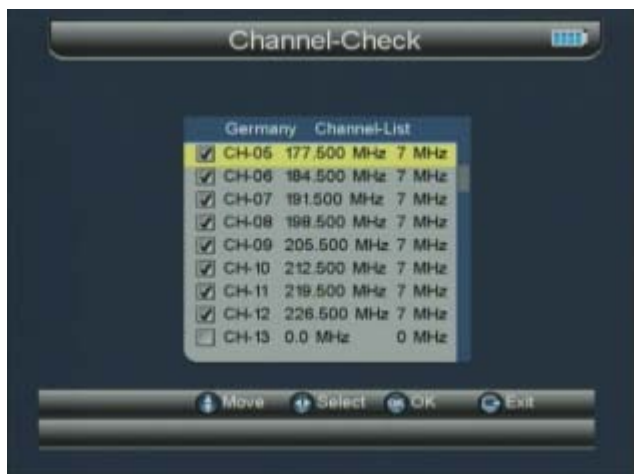 Channel-Check
Germany Channel-List
CH-05 177.500 MHz 7 MHz
CH-06 184.500 MHz 7 MHz
CH-07 191.500 MHz 7 MHz
CH-08 198.500 MHz 7 MHz
CH-09 205.500 MHz 7 MHz
CH-10 212.500 MHz 7 MHz
CH-11 219.500 MHz 7 MHz
CH-12 226.500 MHz 7 MHz
CH-13 0.0 MHz 0 MHz
Move Select OK OK Exit